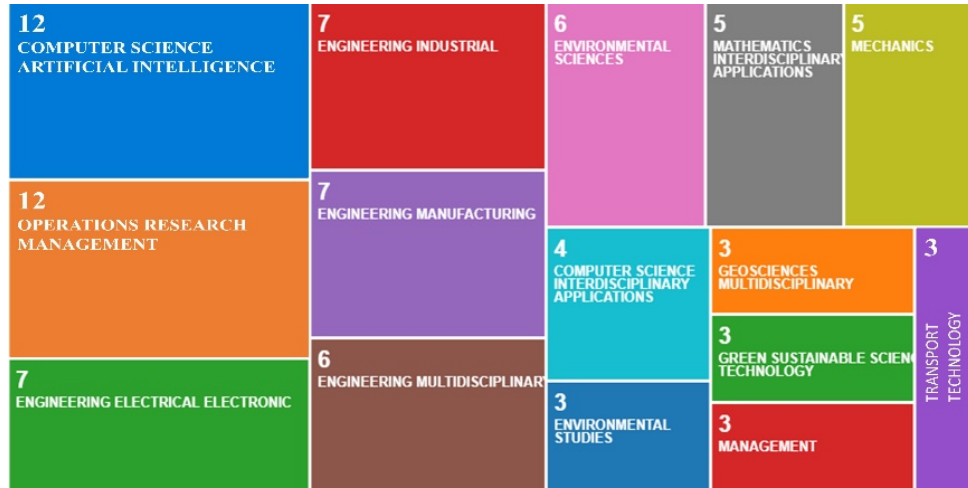 12
COMPUTER SCIENCE
ARTIFICIAL INTELLIGENCE
12
OPERATIONS RESEARCH
MANAGEMENT
7
ENGINEERING ELECTRICAL ELECTRONIC
7
ENGINEERING INDUSTRIAL
7
ENGINEERING MANUFACTURING
6
ENGINEERING MULTIDISCIPLINAR
6
ENVIRONMENTAL
SCIENCES
5
MATHEMATICS
INTERDISCIPLINAR
APPLICATIONS
5
MECHANICS
4
COMPUTER SCIENCE
INTERDISCIPLINARY
APPLICATIONS
3
ENVIRONMENTAL
STUDIES
3
GEOSCIENCES
MULTIDISCIPLINARY
3
GREEN SUSTAINABLE SCIEN
TECHNOLOGY
3
MANAGEMENT
3
TRANSPORT
TECHNOLOGY